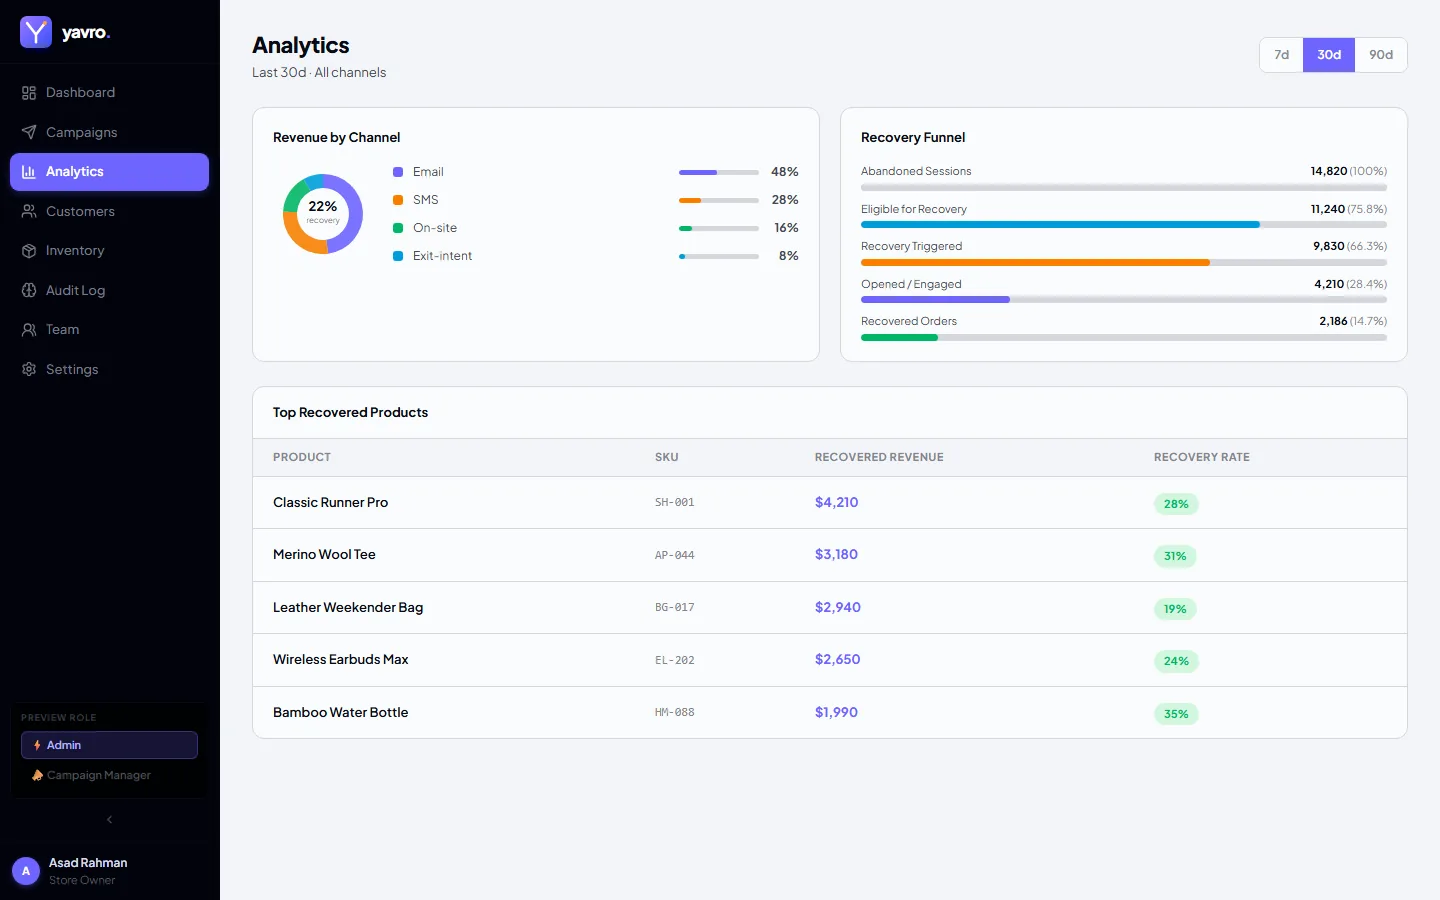 yavro.
Dashboard
Campaigns
Analytics
Customers
Inventory
Audit Log
Team
Settings
PREVIEW ROLE
Admin
Campaign Manager
A
Asad Rahman
Store Owner
Analytics
Last 30d · All channels
7d 30d 90d
Revenue by Channel
22%
recovery
Email 48%
SMS 28%
On-site 16%
Exit-intent 8%
Recovery Funnel
Abandoned Sessions 14,820 (100%)
Eligible for Recovery 11,240 (75.8%)
Recovery Triggered 9,830 (66.3%)
Opened / Engaged 4,210 (28.4%)
Recovered Orders 2,186 (14.7%)
Top Recovered Products
PRODUCT SKU RECOVERED REVENUE RECOVERY RATE
Classic Runner Pro SH-001 $4,210 28%
Merino Wool Tee AP-044 $3,180 31%
Leather Weekender Bag BG-017 $2,940 19%
Wireless Earbuds Max EL-202 $2,650 24%
Bamboo Water Bottle HM-088 $1,990 35%